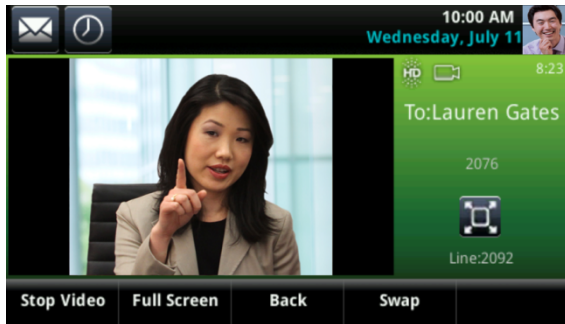 10:00 AM
Wednesday, July 11
HD
8:23
To:Lauren Gates
2076
Line:2092
Stop Video
Full Screen
Back
Swap